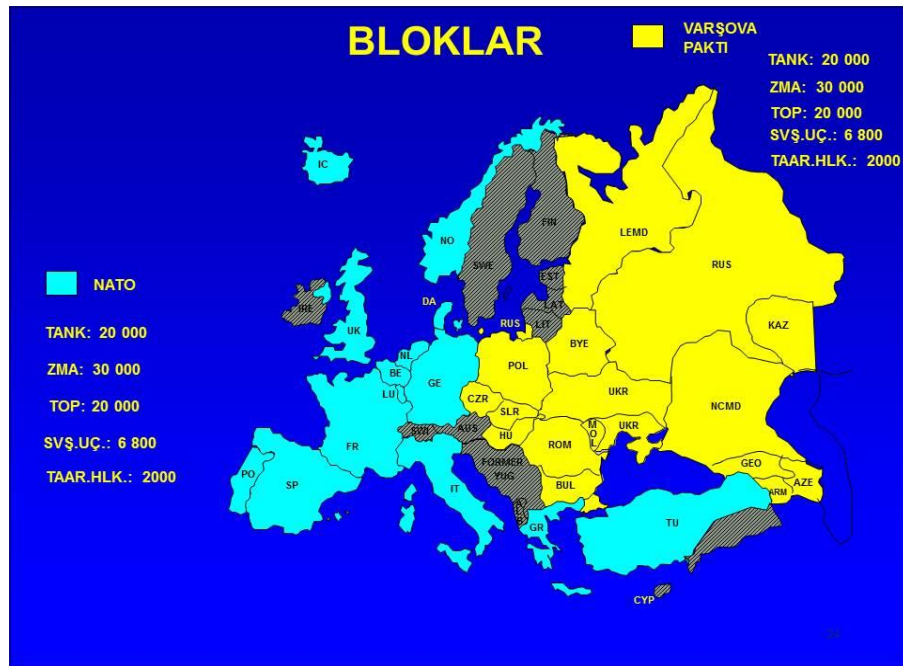 BLOKLAR
VARŞOVA
PAKTI
TANK: 20 000
ZMA: 30 000
TOP: 20 000
SVŞ.UÇ.: 6 800
TAAR.HLK.: 2000
NATO
TANK: 20 000
ZMA: 30 000
TOP: 20 000
SVŞ.UÇ.: 6 800
TAAR.HLK.: 2000
IC
NO
SWE
FIN
LEMD
RUS
EST
LAT
LIT
RUS
DA
IRE
UK
NL
BE
LU
GE
POL
BYE
KAZ
CZR
SLR
UKR
NCMD
FR
SWI
AUS
HU
ROM
MOL
UKR
FORMER
YUG
BUL
GEO
ARM
AZE
PO
SP
IT
GR
TU
CYP